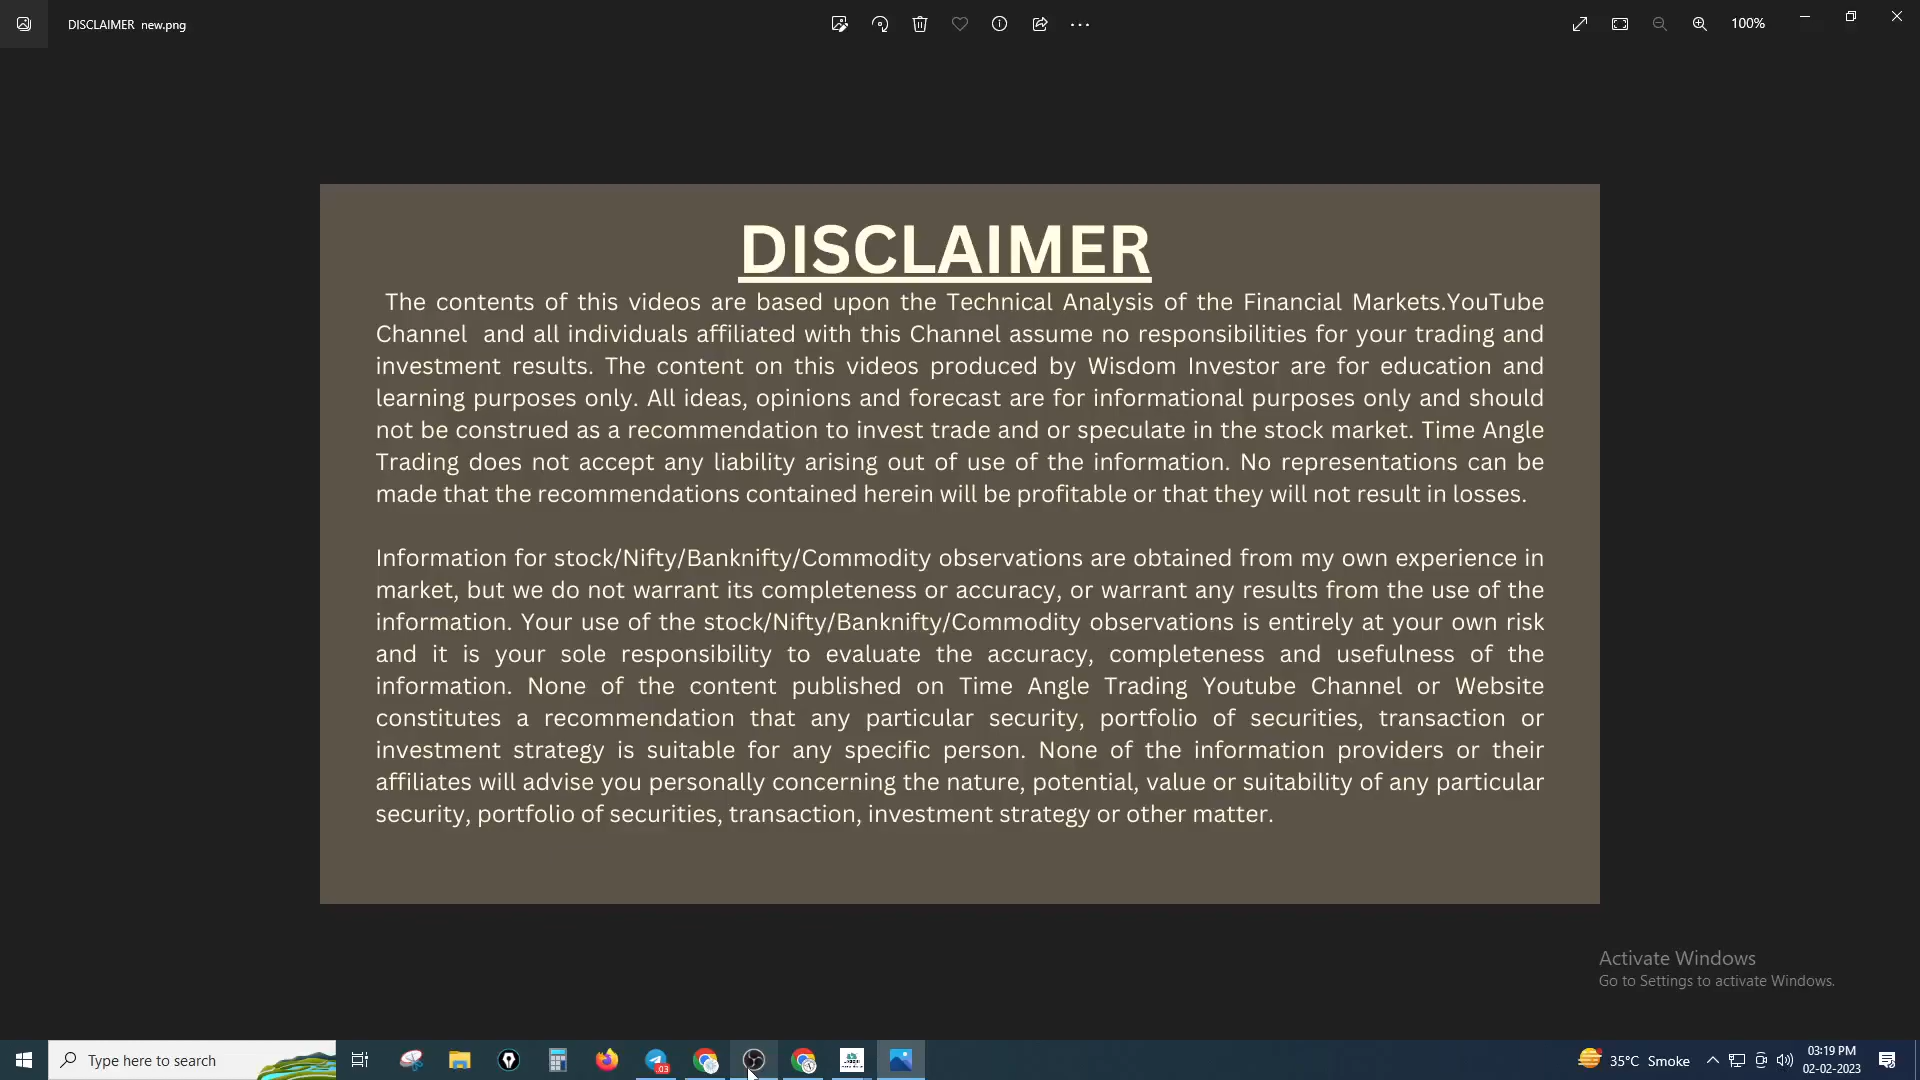 DISCLAIMER new.png
100%
DISCLAIMER
The contents of this videos are based upon the Technical Analysis of the Financial Markets.YouTube
Channel and all individuals affiliated with this Channel assume no responsibilities for your trading and
investment results. The content on this videos produced by Wisdom Investor are for education and
learning purposes only. All ideas, opinions and forecast are for informational purposes only and should
not be construed as a recommendation to invest trade and or speculate in the stock market. Time Angle
Trading does not accept any liability arising out of use of the information. No representations can be
made that the recommendations contained herein will be profitable or that they will not result in losses.
Information for stock/Nifty/Banknifty/Commodity observations are obtained from my own experience in
market, but we do not warrant its completeness or accuracy, or warrant any results from the use of the
information. Your use of the stock/Nifty/Banknifty/Commodity observations is entirely at your own risk
and it is your sole responsibility to evaluate the accuracy, completeness and usefulness of the
information. None of the content published on Time Angle Trading Youtube Channel or Website
constitutes a recommendation that any particular security, portfolio of securities, transaction or
investment strategy is suitable for any specific person. None of the information providers or their
affiliates will advise you personally concerning the nature, potential, value or suitability of any particular
security, portfolio of securities, transaction, investment strategy or other matter.
Activate Windows
Go to Settings to activate Windows.
Type here to search
.03
35°C Smoke
03:19 PM
02-02-2023